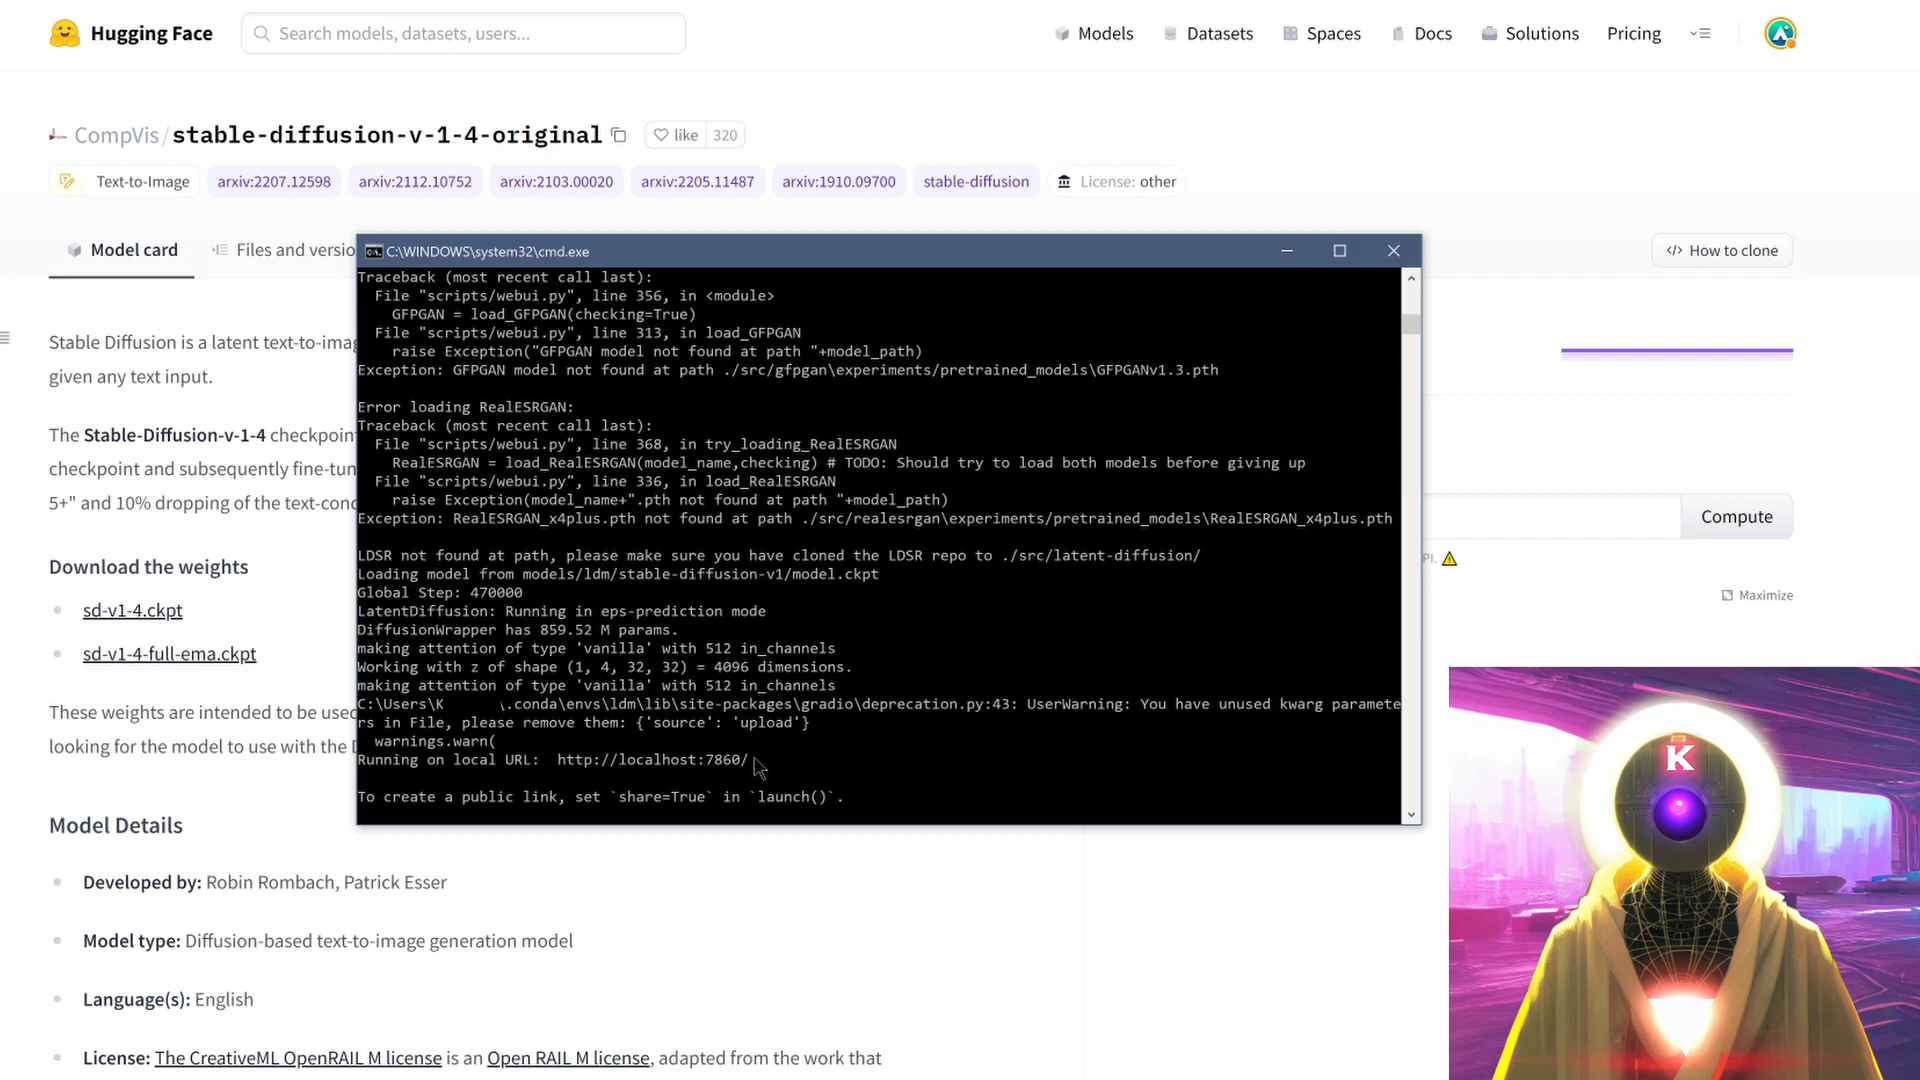 Hugging Face
Search models, datasets, users...
Models
Datasets
Spaces
Docs
Solutions
Pricing
CompVis/stable-diffusion-v-1-4-original
like 320
Text-to-Image
arxiv:2207.12598
arxiv:2112.10752
arxiv:2103.00020
arxiv:2205.11487
arxiv:1910.09700
stable-diffusion
License: other
Model card
Files and versio
</> How to clone
Stable Diffusion is a latent text-to-imag
given any text input.
The Stable-Diffusion-v-1-4 checkpoin
checkpoint and subsequently fine-tun
5+" and 10% dropping of the text-cond
Download the weights
sd-v1-4.ckpt
sd-v1-4-full-ema.ckpt
These weights are intended to be used
looking for the model to use with the D
Model Details
Developed by: Robin Rombach, Patrick Esser
Model type: Diffusion-based text-to-image generation model
Language(s): English
License: The CreativeML OpenRAIL M license is an Open RAIL M license, adapted from the work that
C:\WINDOWS\system32\cmd.exe
Traceback (most recent call last):
File "scripts/webui.py", line 356, in <module>
GFPGAN = load_GFPGAN(checking=True)
File "scripts/webui.py", line 313, in load_GFPGAN
raise Exception("GFPGAN model not found at path "+model_path)
Exception: GFPGAN model not found at path ./src/gfpgan\experiments/pretrained_models\GFPGANv1.3.pth
Error loading RealESRGAN:
Traceback (most recent call last):
File "scripts/webui.py", line 368, in try_loading_RealESRGAN
RealESRGAN = load_RealESRGAN(model_name,checking) # TODO: Should try to load both models before giving up
File "scripts/webui.py", line 336, in load_RealESRGAN
raise Exception(model_name+".pth not found at path "+model_path)
Exception: RealESRGAN_x4plus.pth not found at path ./src/realesrgan\experiments/pretrained_models\RealESRGAN_x4plus.pth
LDSR not found at path, please make sure you have cloned the LDSR repo to ./src/latent-diffusion/
Loading model from models/ldm/stable-diffusion-v1/model.ckpt
Global Step: 470000
LatentDiffusion: Running in eps-prediction mode
DiffusionWrapper has 859.52 M params.
making attention of type 'vanilla' with 512 in_channels
Working with z of shape (1, 4, 32, 32) = 4096 dimensions.
making attention of type 'vanilla' with 512 in_channels
C:\Users\K \.conda\envs\ldm\lib\site-packages\gradio\deprecation.py:43: UserWarning: You have unused kwarg paramete
rs in File, please remove them: {'source': 'upload'}
warnings.warn(
Running on local URL: http://localhost:7860/
To create a public link, set `share=True` in `launch()`.
Compute
PI.
Maximize
K